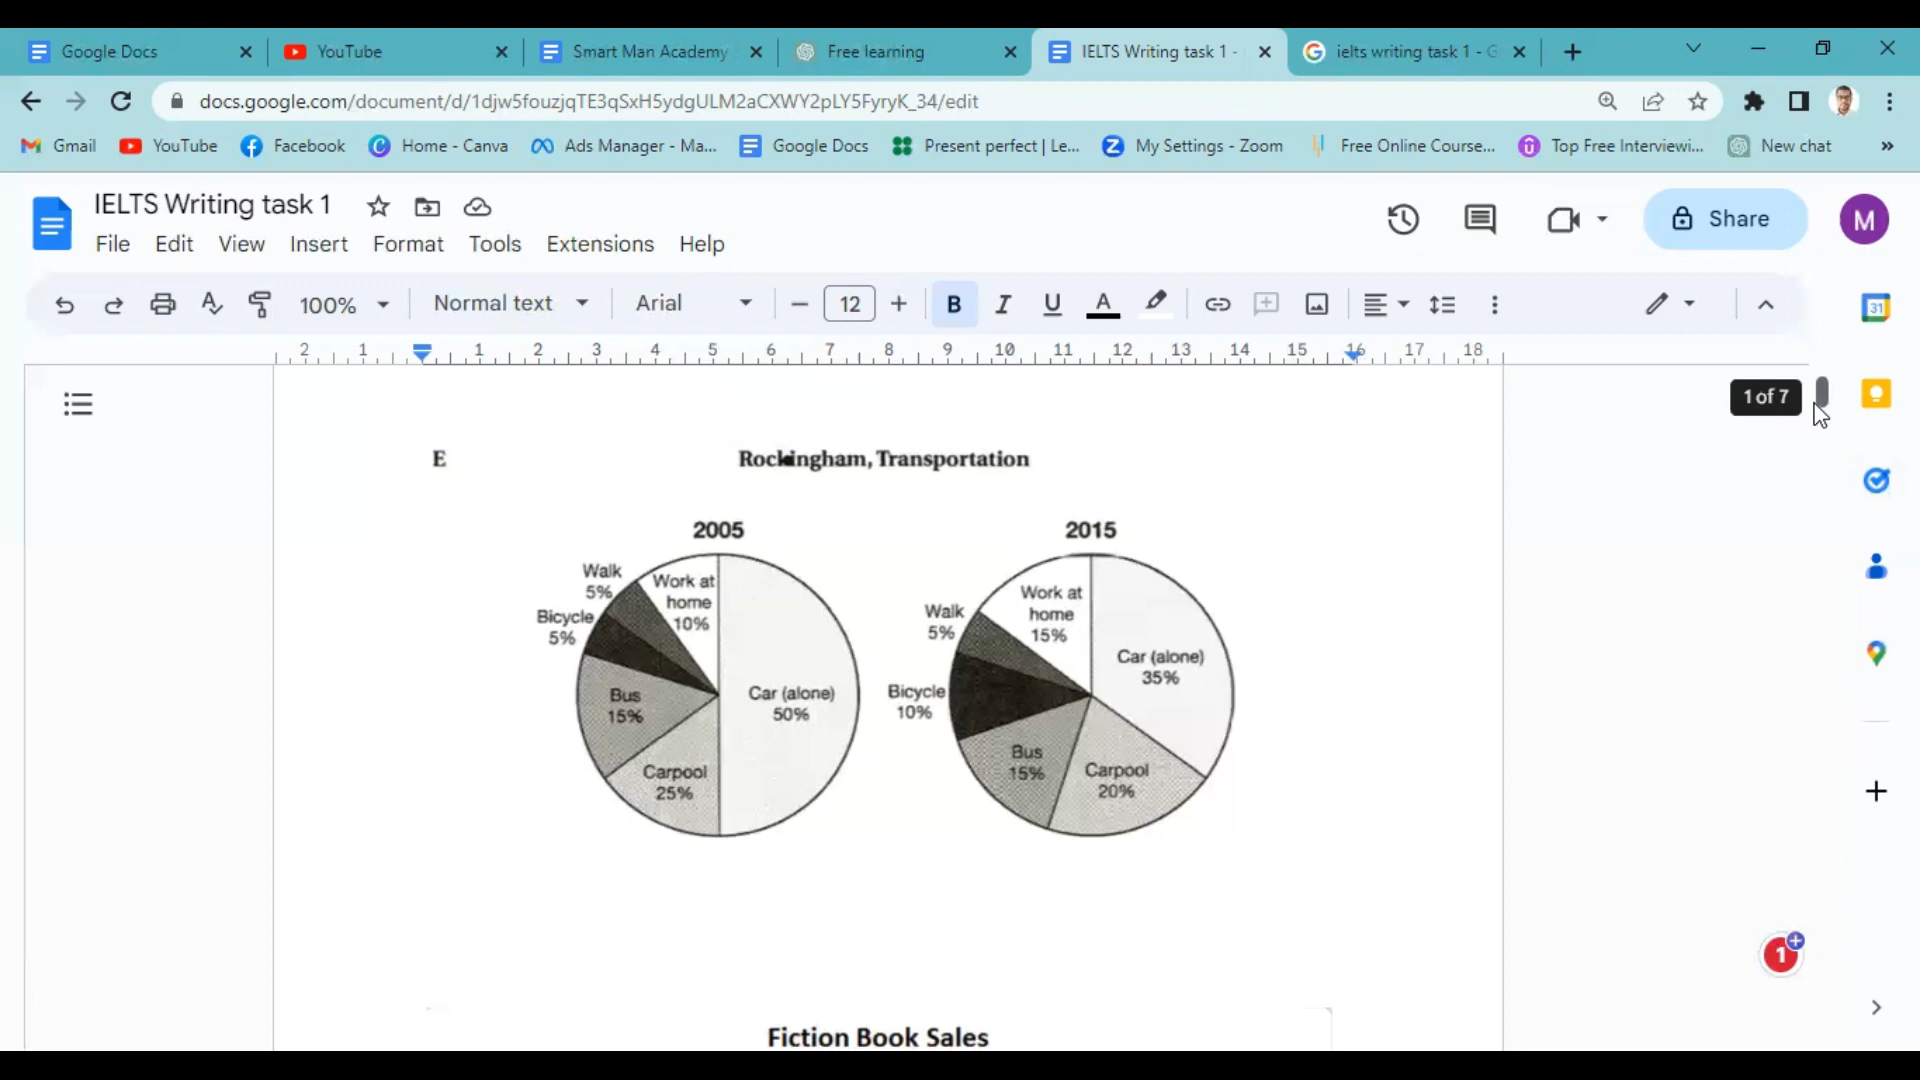 Google Docs
YouTube
Smart Man Academy
Free learning
IELTS Writing task 1 -
ielts writing task 1 - G
docs.google.com/document/d/1djw5fouzjqTE3qSxH5ydgULM2aCXWY2pLY5FyryK_34/edit
Gmail
YouTube
Facebook
Home - Canva
Ads Manager - Ma...
Google Docs
Present perfect | Le...
My Settings - Zoom
Free Online Course...
Top Free Interviewi...
New chat
»
IELTS Writing task 1
File Edit View Insert Format Tools Extensions Help
Share
M
100%
Normal text
Arial
12
B I U A
31
2 1 1 2 3 4 5 6 7 8 9 10 11 12 13 14 15 16 17 18
1 of 7
E
Rockingham, Transportation
2005
Walk
5%
Bicycle
5%
Work at
home
10%
Bus
15%
Car (alone)
50%
Carpool
25%
2015
Walk
5%
Work at
home
15%
Car (alone)
35%
Bicycle
10%
Bus
15%
Carpool
20%
1
Fiction Book Sales